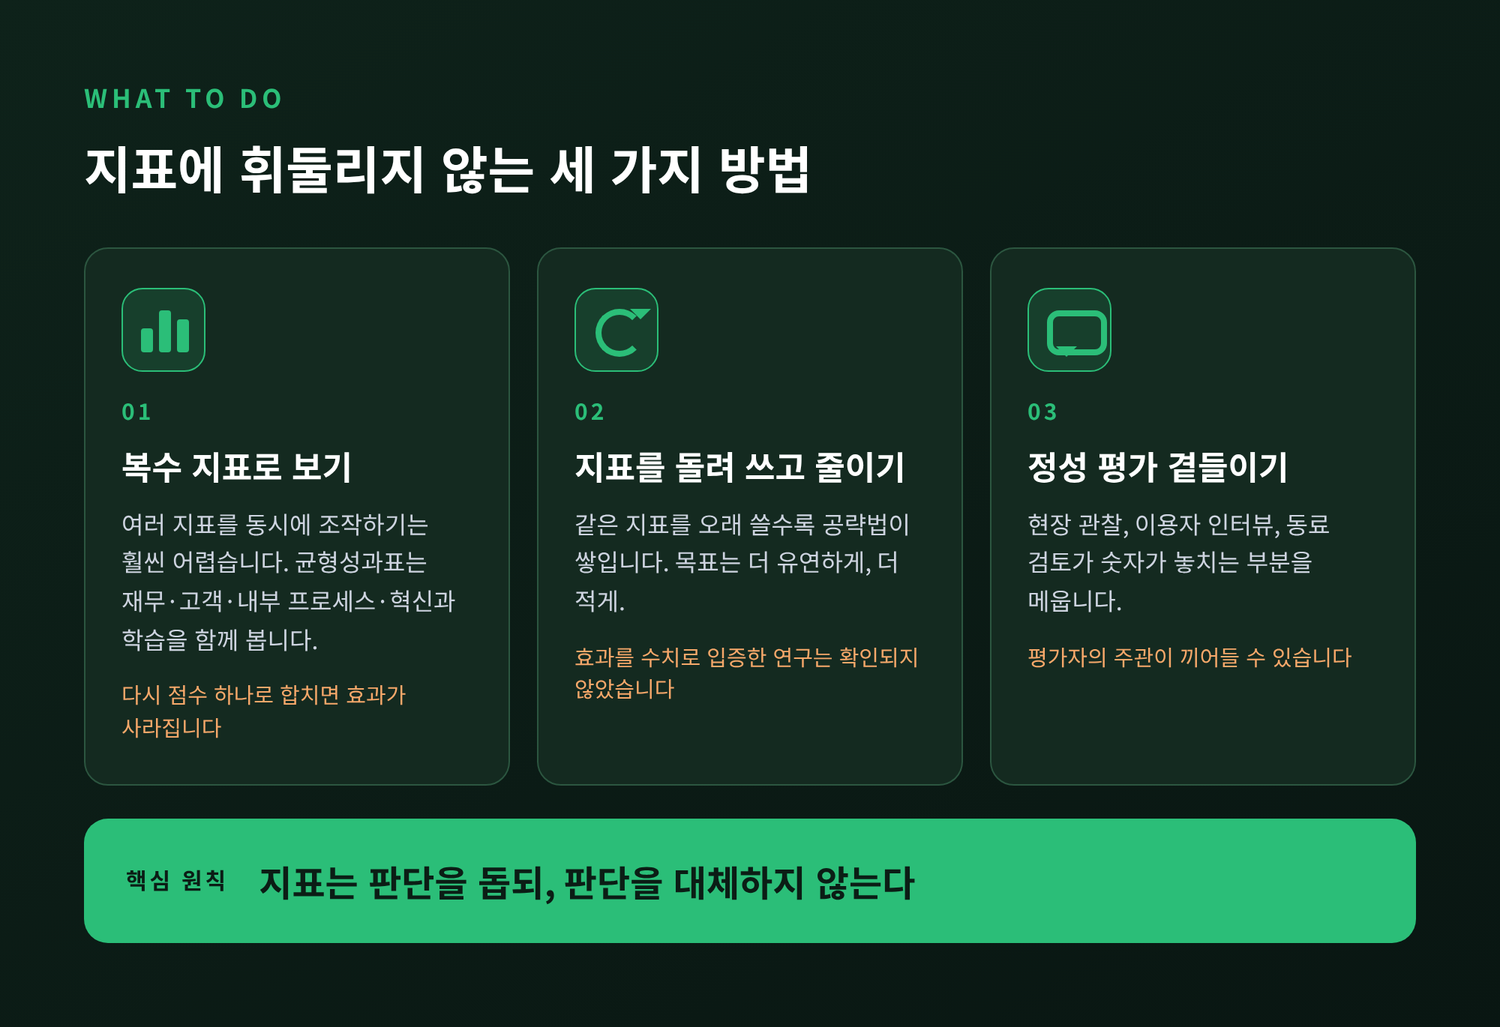 WHAT TO DO
지표에 휘둘리지 않는 세 가지 방법
01
복수 지표로 보기
여러 지표를 동시에 조작하기는
훨씬 어렵습니다. 균형성과표는
재무·고객·내부 프로세스·혁신과
학습을 함께 봅니다.
다시 점수 하나로 합치면 효과가
사라집니다
02
지표를 돌려 쓰고 줄이기
같은 지표를 오래 쓸수록 공략법이
쌓입니다. 목표는 더 유연하게, 더
적게.
효과를 수치로 입증한 연구는 확인되지
않았습니다
03
정성 평가 곁들이기
현장 관찰, 이용자 인터뷰, 동료
검토가 숫자가 놓치는 부분을
메웁니다.
평가자의 주관이 끼어들 수 있습니다
핵심 원칙
지표는 판단을 돕되, 판단을 대체하지 않는다